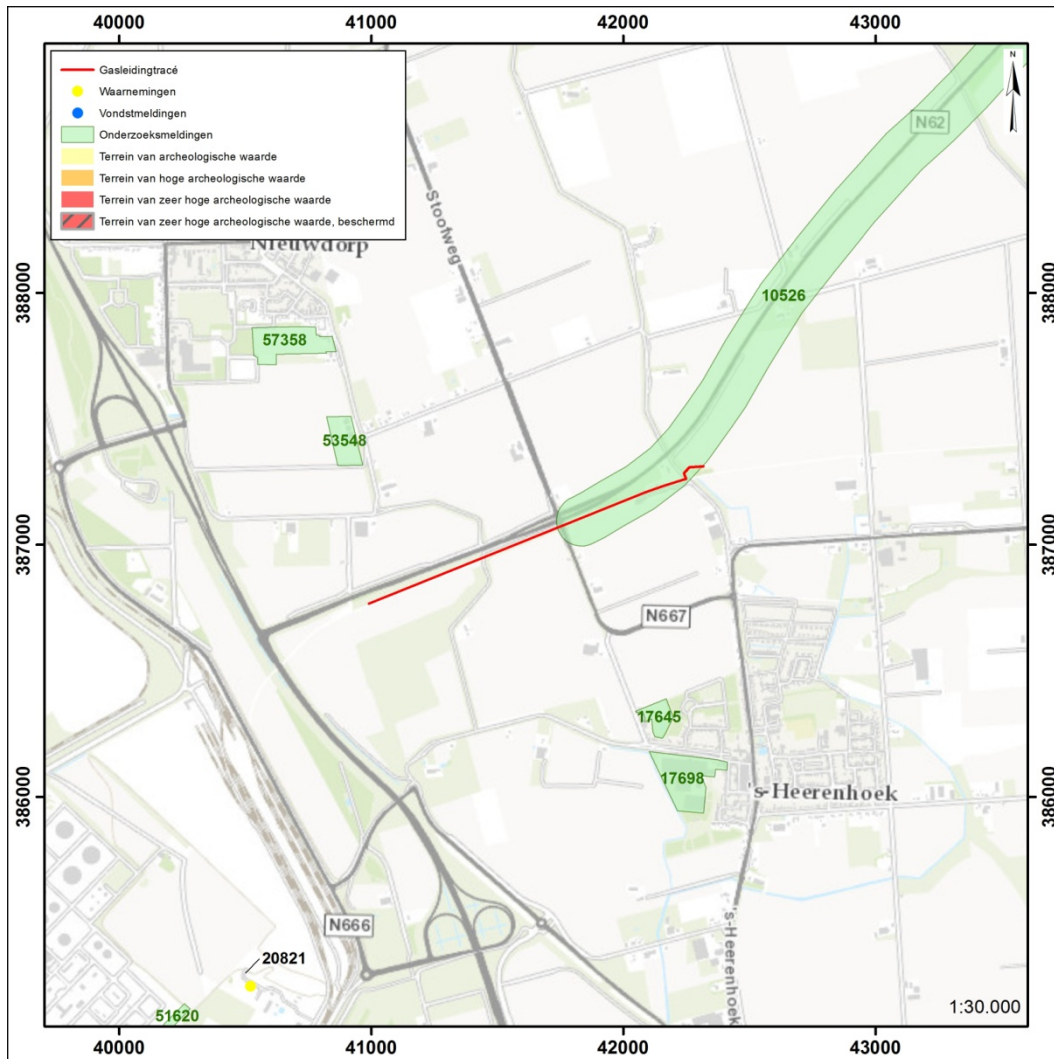 40000 41000 42000 43000
Gasleidingtracé
Waarnemingen
Vondstmeldingen
Onderzoeksmeldingen
Terrein van archeologische waarde
Terrein van hoge archeologische waarde
Terrein van zeer hoge archeologische waarde
Terrein van zeer hoge archeologische waarde, beschermd
N
N62
Stoofweg
Nieuwdorp
388000
10526
388000
57358
53548
387000
387000
N667
17645
17698
's-Heerenhoek
386000
386000
N666
's-Heerenhoek
20821
51620
1:30.000
40000 41000 42000 43000